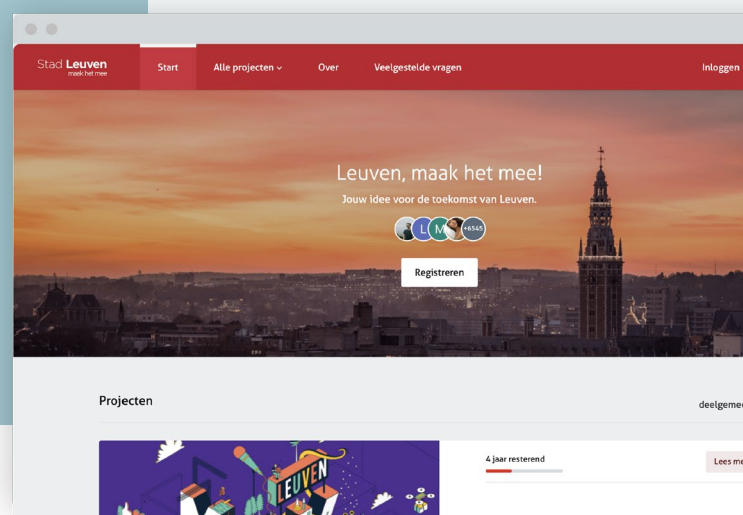 Stad Leuven
maak het mee
Start
Alle projecten
Over
Veelgestelde vragen
Inloggen
Leuven, maak het mee!
Jouw idee voor de toekomst van Leuven.
L
M
+6545
Registreren
Projecten
4 jaar resterend
Lees
LEUVEN